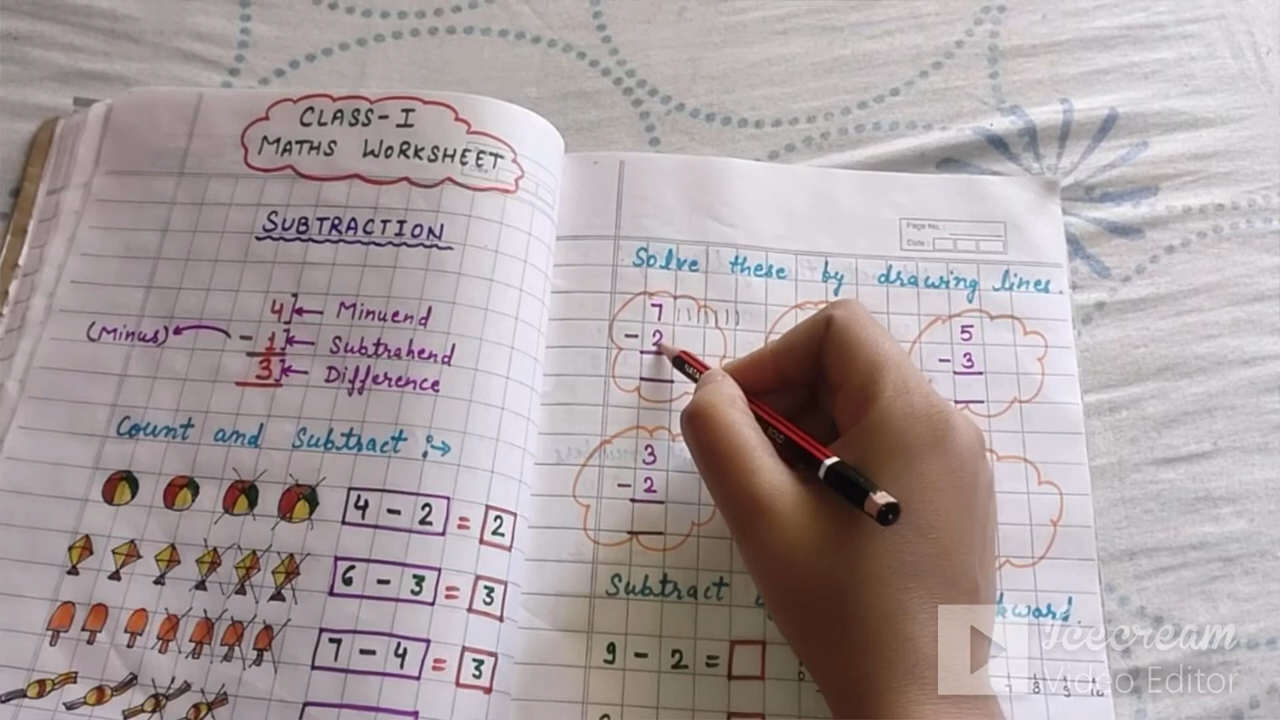 CLASS-I
MATHS WORKSHEET
SUBTRACTION
4 ← Minuend
(Minus) ← - 1 ← Subtrahend
3 ← Difference
Count and Subtract :→
4 - 2 = 2
6 - 3 = 3
7 - 4 = 3
Page No. :
Date :
Solve these by drawing lines.
7
- 2
5
- 3
3
- 2
Subtract
kward.
9 - 2 =
Icecream
Video Editor
NATA